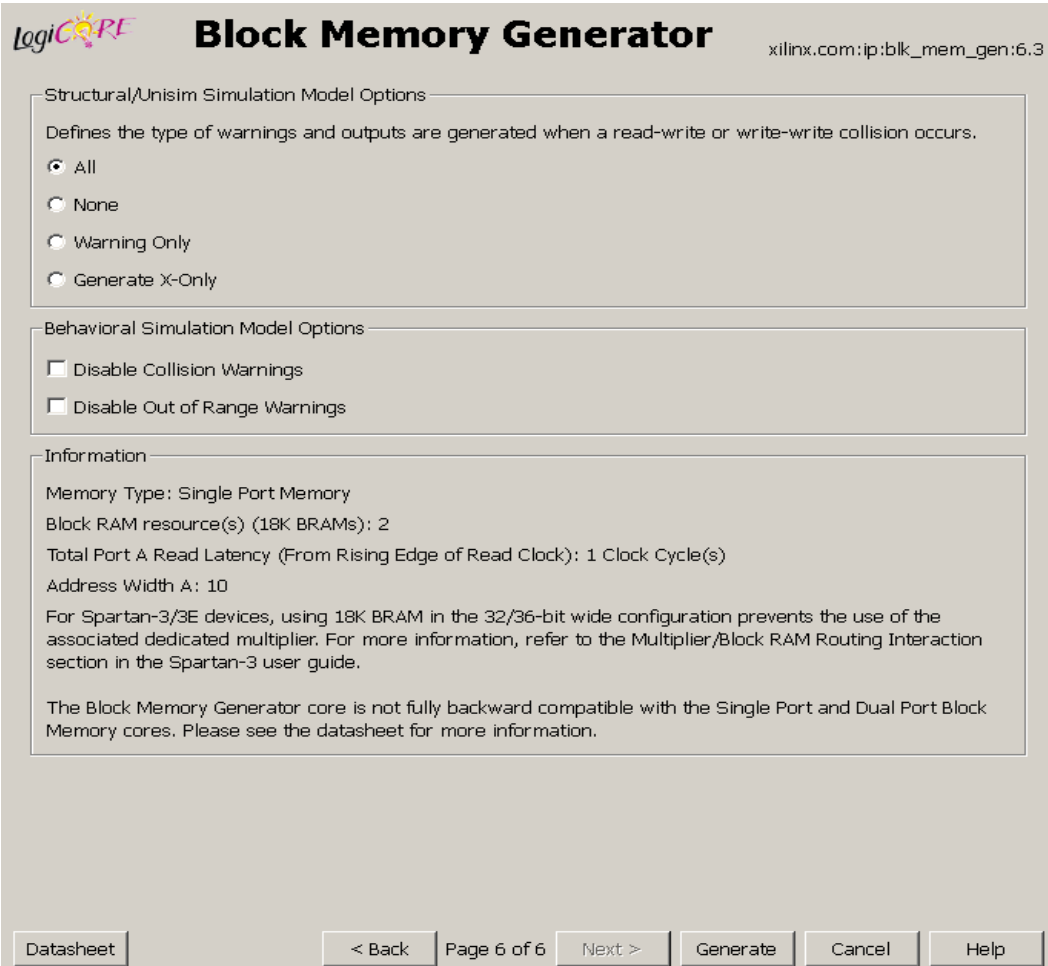 LogiCORE
Block Memory Generator
xilinx.com:ip:blk_mem_gen:6.3
Structural/Unisim Simulation Model Options
Defines the type of warnings and outputs are generated when a read-write or write-write collision occurs.
All
None
Warning Only
Generate X-Only
Behavioral Simulation Model Options
Disable Collision Warnings
Disable Out of Range Warnings
Information
Memory Type: Single Port Memory
Block RAM resource(s) (18K BRAMs): 2
Total Port A Read Latency (From Rising Edge of Read Clock): 1 Clock Cycle(s)
Address Width A: 10
For Spartan-3/3E devices, using 18K BRAM in the 32/36-bit wide configuration prevents the use of the
associated dedicated multiplier. For more information, refer to the Multiplier/Block RAM Routing Interaction
section in the Spartan-3 user guide.
The Block Memory Generator core is not fully backward compatible with the Single Port and Dual Port Block
Memory cores. Please see the datasheet for more information.
Datasheet
< Back
Page 6 of 6
Next >
Generate
Cancel
Help